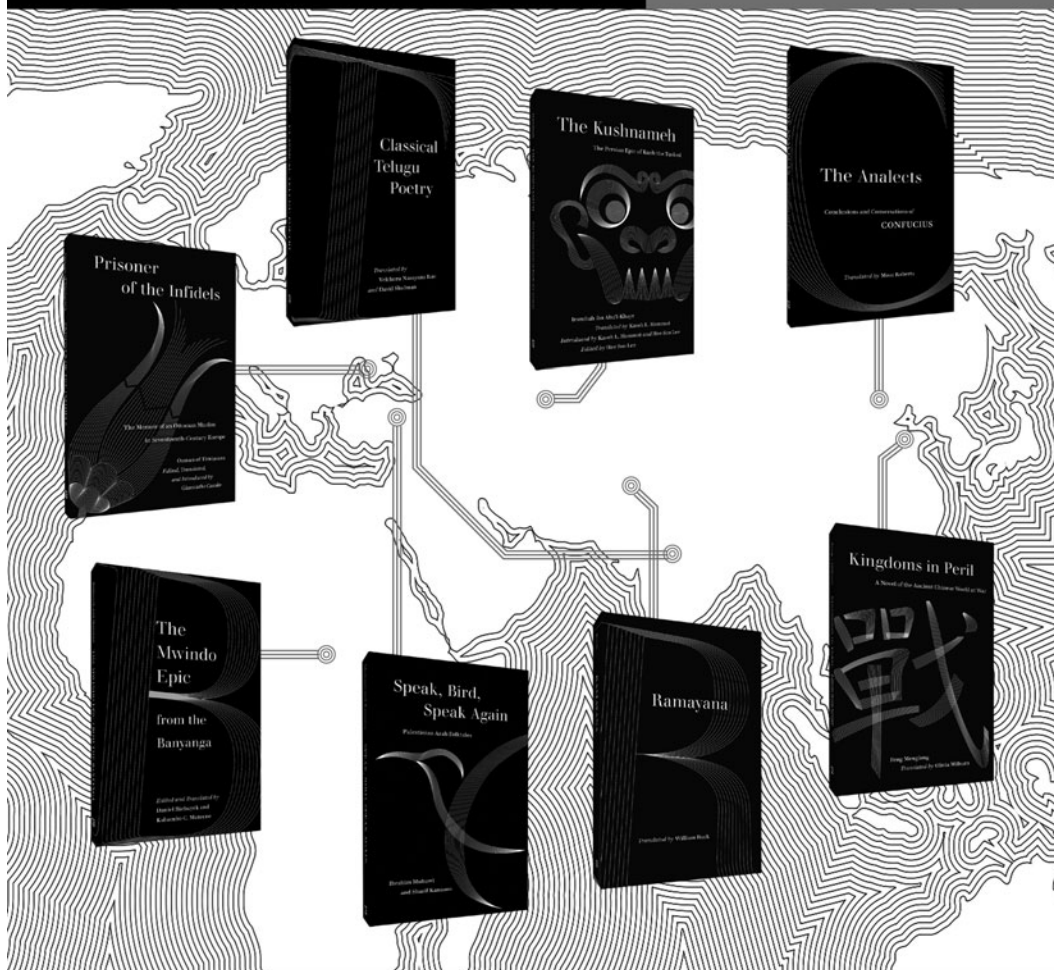 Classical
Telugu
Poetry
Translated by
Velcheru Narayana Rao
and David Shulman
The Kushnameh
The Persian Epic of Kush the Tusked
Iranshah ibn Abu'l-Khayr
Translated by Kaveh L. Hemmat
Introduced by Kaveh L. Hemmat and Hee Soo Lee
Edited by Hee Soo Lee
The Analects
Conclusions and Conversations of
CONFUCIUS
Translated by Moss Roberts
Prisoner
of the Infidels
The Memoir of an Ottoman Muslim
in Seventeenth-Century Europe
Osman of Timisoara
Edited, Translated,
and Introduced by
Giancarlo Casale
Kingdoms in Peril
A Novel of the Ancient Chinese World at War
戰
Feng Menglong
Translated by Olivia Milburn
The
Mwindo
Epic
from the
Banyanga
Edited and Translated by
Daniel Biebuyck and
Kahombo C. Mateene
Speak, Bird,
Speak Again
Palestinian Arab Folktales
Ibrahim Muhawi
and Sharif Kanaana
Ramayana
Translated by William Buck